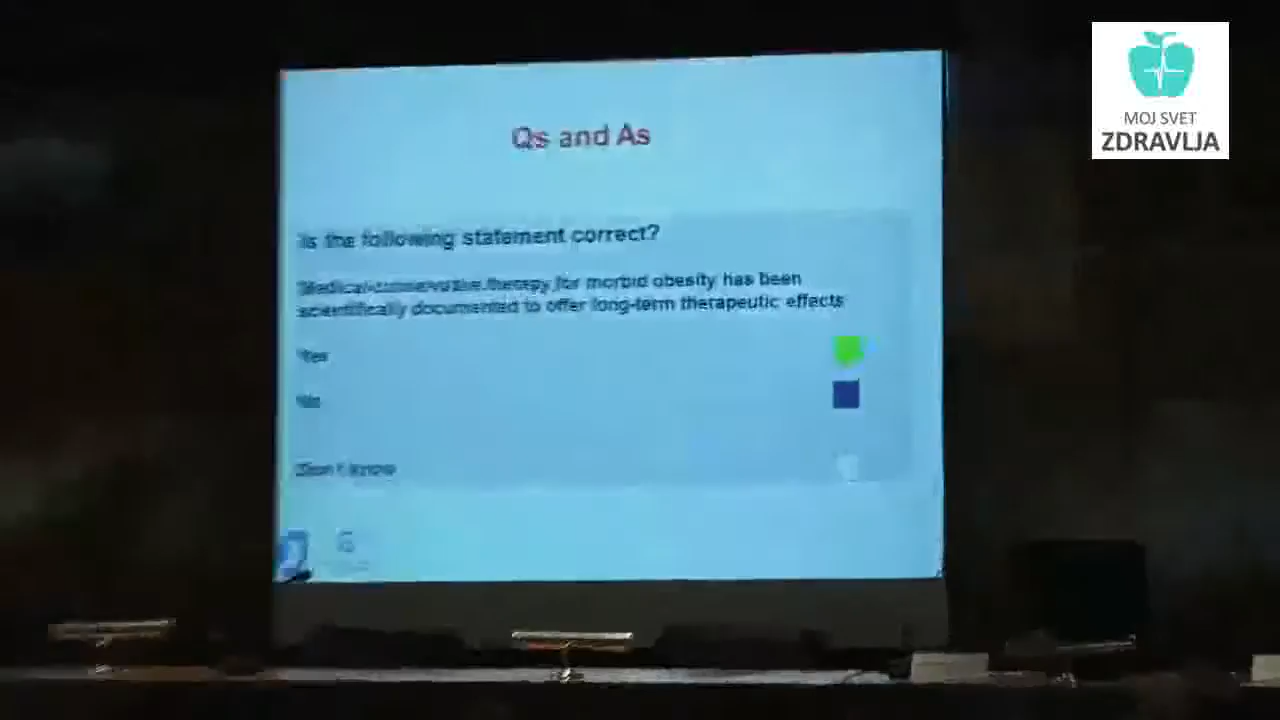 MOJ SVET
ZDRAVLJA
Qs and As
Is the following statement correct?
Medical-conservative therapy for morbid obesity has been
scientifically documented to offer long-term therapeutic effects
Yes
No
Don't know